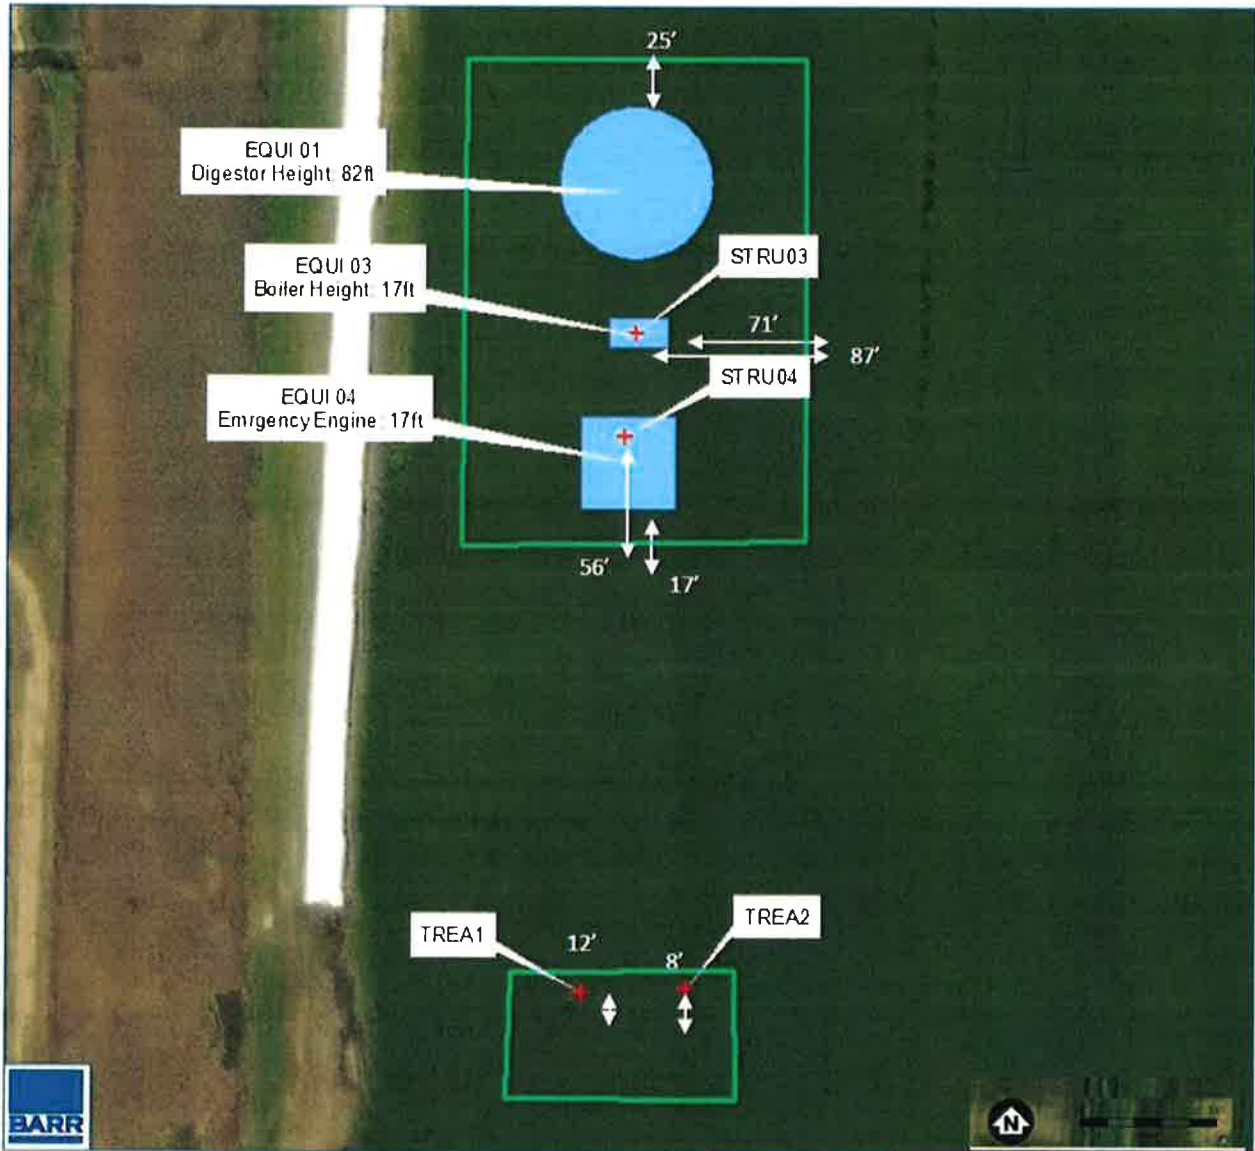 25'
EQUI 01
Digestor Height: 82ft
STRU03
EQUI 03
Boiler Height: 17ft
71'
87'
STRU04
EQUI 04
Emrgency Engine: 17ft
56'
17'
TREA1
12'
TREA2
8'
BARR
N